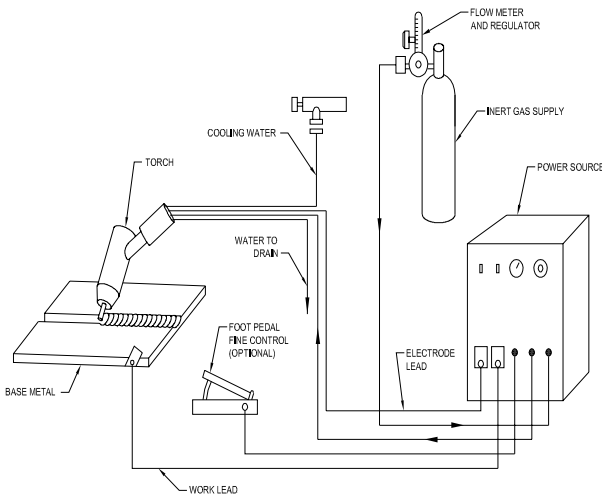 FLOW METER
AND REGULATOR
INERT GAS SUPPLY
COOLING WATER
TORCH
POWER SOURCE
WATER TO
DRAIN
FOOT PEDAL
FINE CONTROL
(OPTIONAL)
ELECTRODE
LEAD
BASE METAL
WORK LEAD